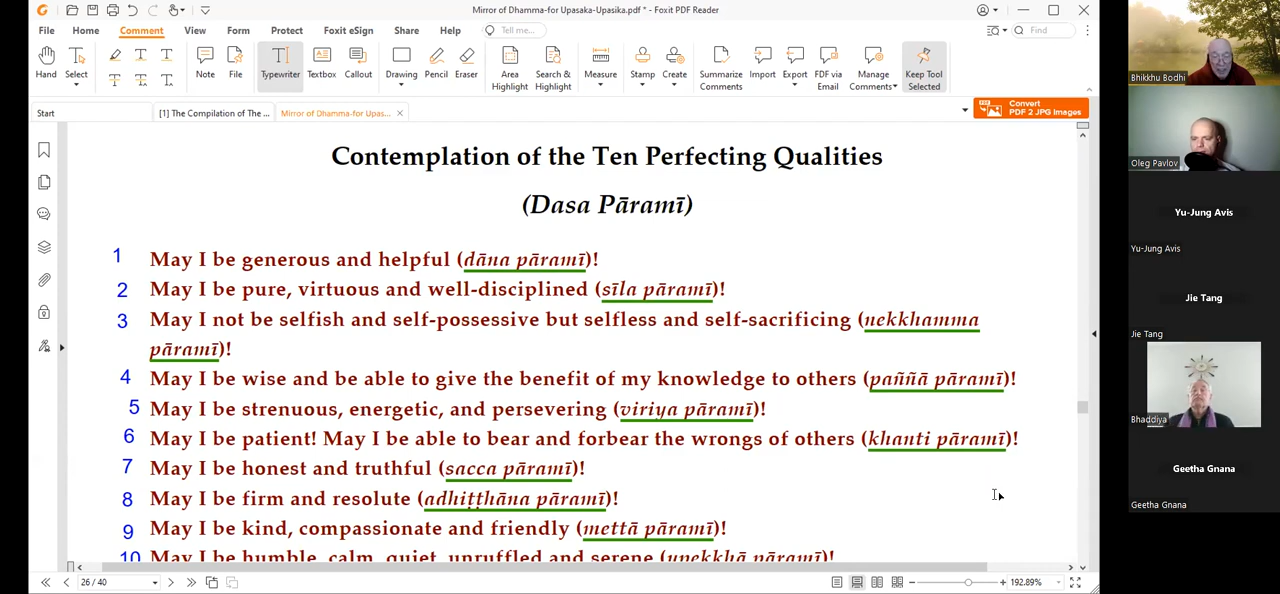 Mirror of Dhamma-for Upasaka-Upasika.pdf * - Foxit PDF Reader
File Home Comment View Form Protect Foxit eSign Share Help Tell me... Find
Hand Select Note File Typewriter Textbox Callout Drawing Pencil Eraser Area Highlight Search & Highlight Measure Stamp Create Summarize Comments Import Export FDF via Email Manage Comments Keep Tool Selected
Start [1] The Compilation of The ... Mirror of Dhamma-for Upas...
Convert
PDF 2 JPG Images
Contemplation of the Ten Perfecting Qualities
(Dasa Pāramī)
1 May I be generous and helpful (dāna pāramī)!
2 May I be pure, virtuous and well-disciplined (sīla pāramī)!
3 May I not be selfish and self-possessive but selfless and self-sacrificing (nekkhamma
pāramī)!
4 May I be wise and be able to give the benefit of my knowledge to others (paññā pāramī)!
5 May I be strenuous, energetic, and persevering (viriya pāramī)!
6 May I be patient! May I be able to bear and forbear the wrongs of others (khanti pāramī)!
7 May I be honest and truthful (sacca pāramī)!
8 May I be firm and resolute (adhiṭṭhāna pāramī)!
9 May I be kind, compassionate and friendly (mettā pāramī)!
10 May I be humble, calm, quiet, unruffled and serene (upekkhā pāramī)!
26 / 40
192.89%
Bhikkhu Bodhi
Oleg Pavlov
Yu-Jung Avis
Yu-Jung Avis
Jie Tang
Jie Tang
Bhaddiya
Geetha Gnana
Geetha Gnana